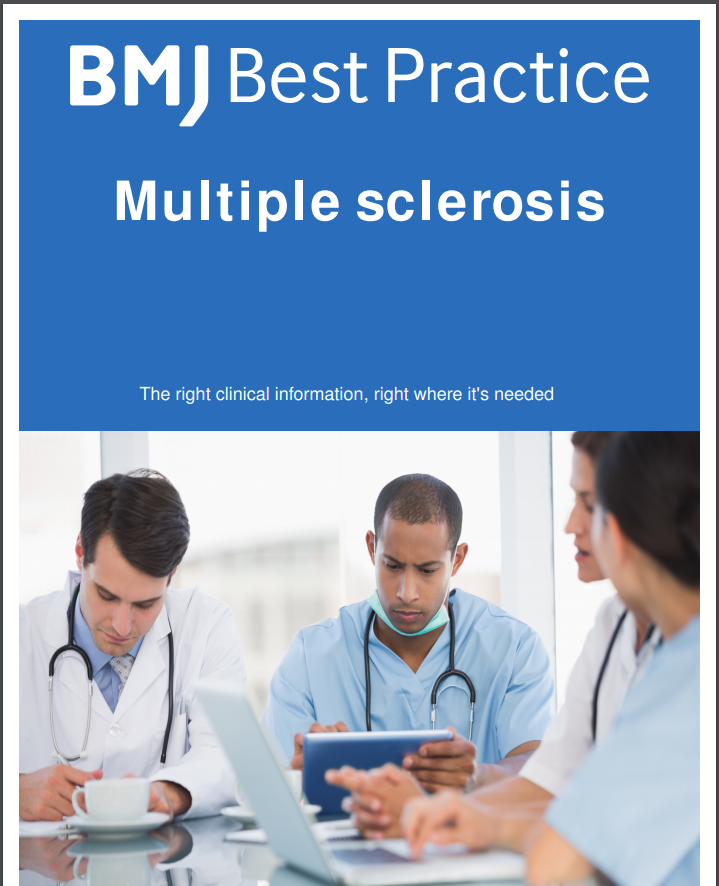 BMJ Best Practice
Multiple sclerosis
The right clinical information, right where it's needed